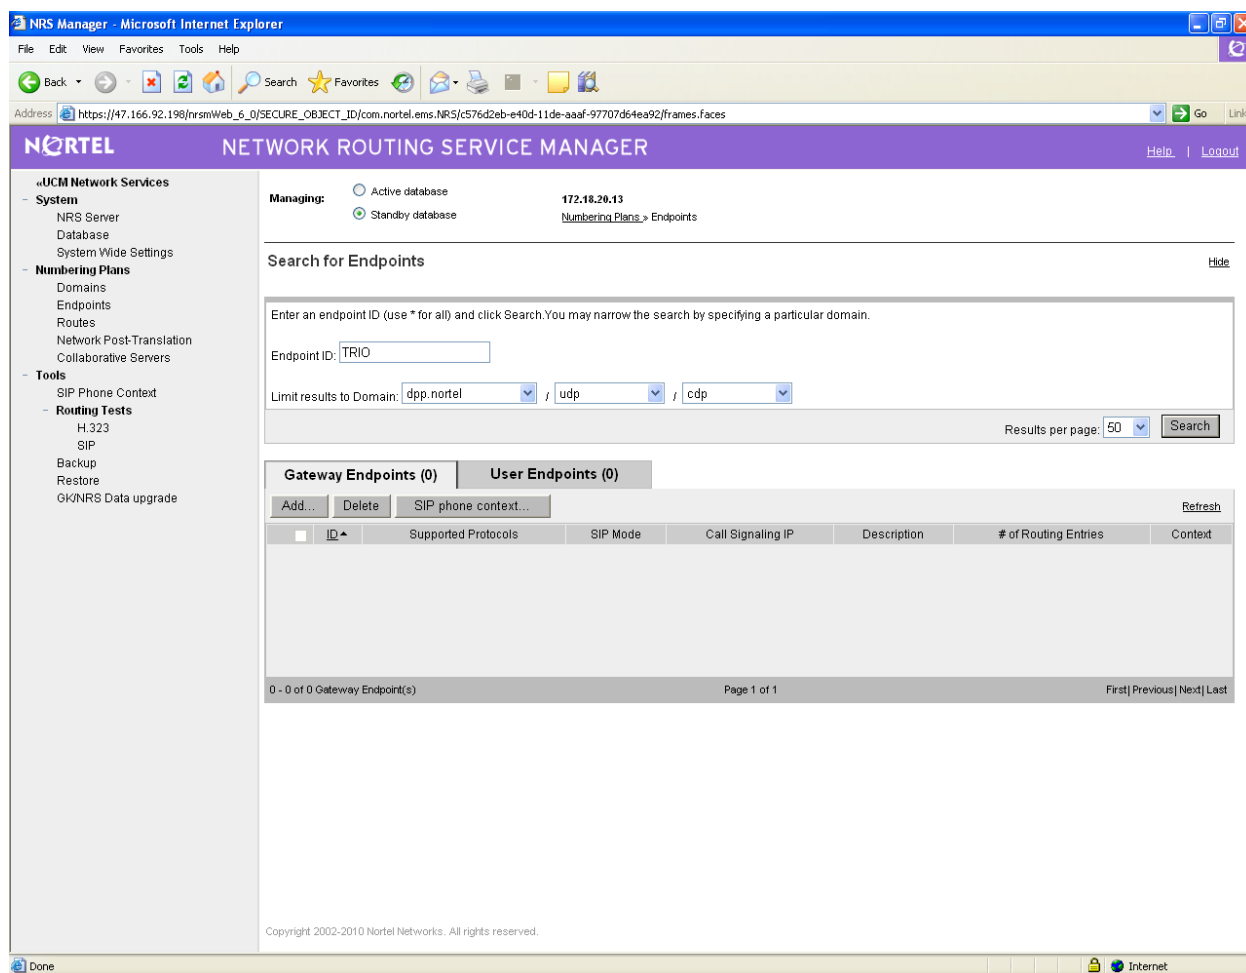 NRS Manager - Microsoft Internet Explorer
File Edit View Favorites Tools Help
Back Search Favorites
Address https://47.166.92.198/nrsmWeb_6_0/SECURE_OBJECT_ID/com.nortel.ems.NRS/c576d2eb-e40d-11de-aaaf-97707d64ea92/frames.faces Go Link
NORTEL NETWORK ROUTING SERVICE MANAGER Help | Logout
«UCM Network Services
- System
NRS Server
Database
System Wide Settings
- Numbering Plans
Domains
Endpoints
Routes
Network Post-Translation
Collaborative Servers
- Tools
SIP Phone Context
- Routing Tests
H.323
SIP
Backup
Restore
GK/NRS Data upgrade
Managing: Active database
Standby database
172.18.20.13
Numbering Plans » Endpoints
Search for Endpoints Hide
Enter an endpoint ID (use * for all) and click Search.You may narrow the search by specifying a particular domain.
Endpoint ID: TRIO
Limit results to Domain: dpp.nortel / udp / cdp
Results per page: 50 Search
Gateway Endpoints (0) User Endpoints (0)
Add... Delete SIP phone context... Refresh
ID Supported Protocols SIP Mode Call Signaling IP Description # of Routing Entries Context
0 - 0 of 0 Gateway Endpoint(s) Page 1 of 1 First| Previous| Next| Last
Copyright 2002-2010 Nortel Networks. All rights reserved.
Done Internet